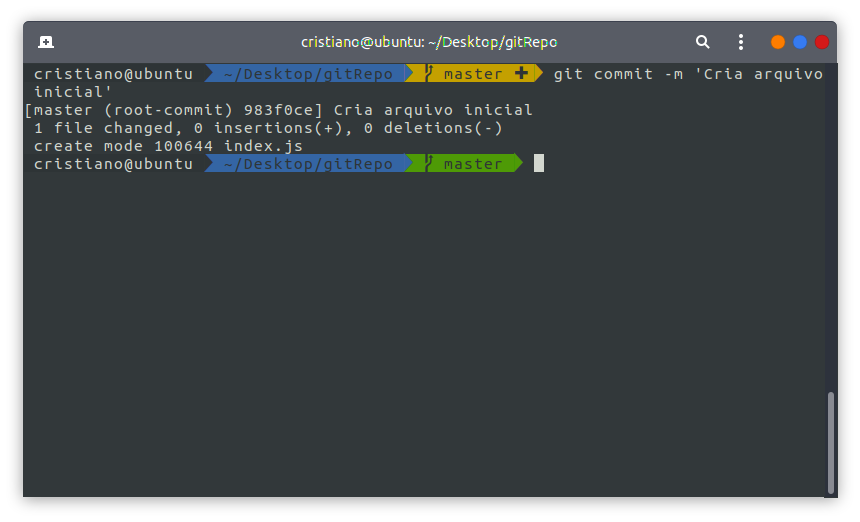 cristiano@ubuntu: ~/Desktop/gitRepo
cristiano@ubuntu ~/Desktop/gitRepo master + git commit -m 'Cria arquivo
inicial'
[master (root-commit) 983f0ce] Cria arquivo inicial
1 file changed, 0 insertions(+), 0 deletions(-)
create mode 100644 index.js
cristiano@ubuntu ~/Desktop/gitRepo master